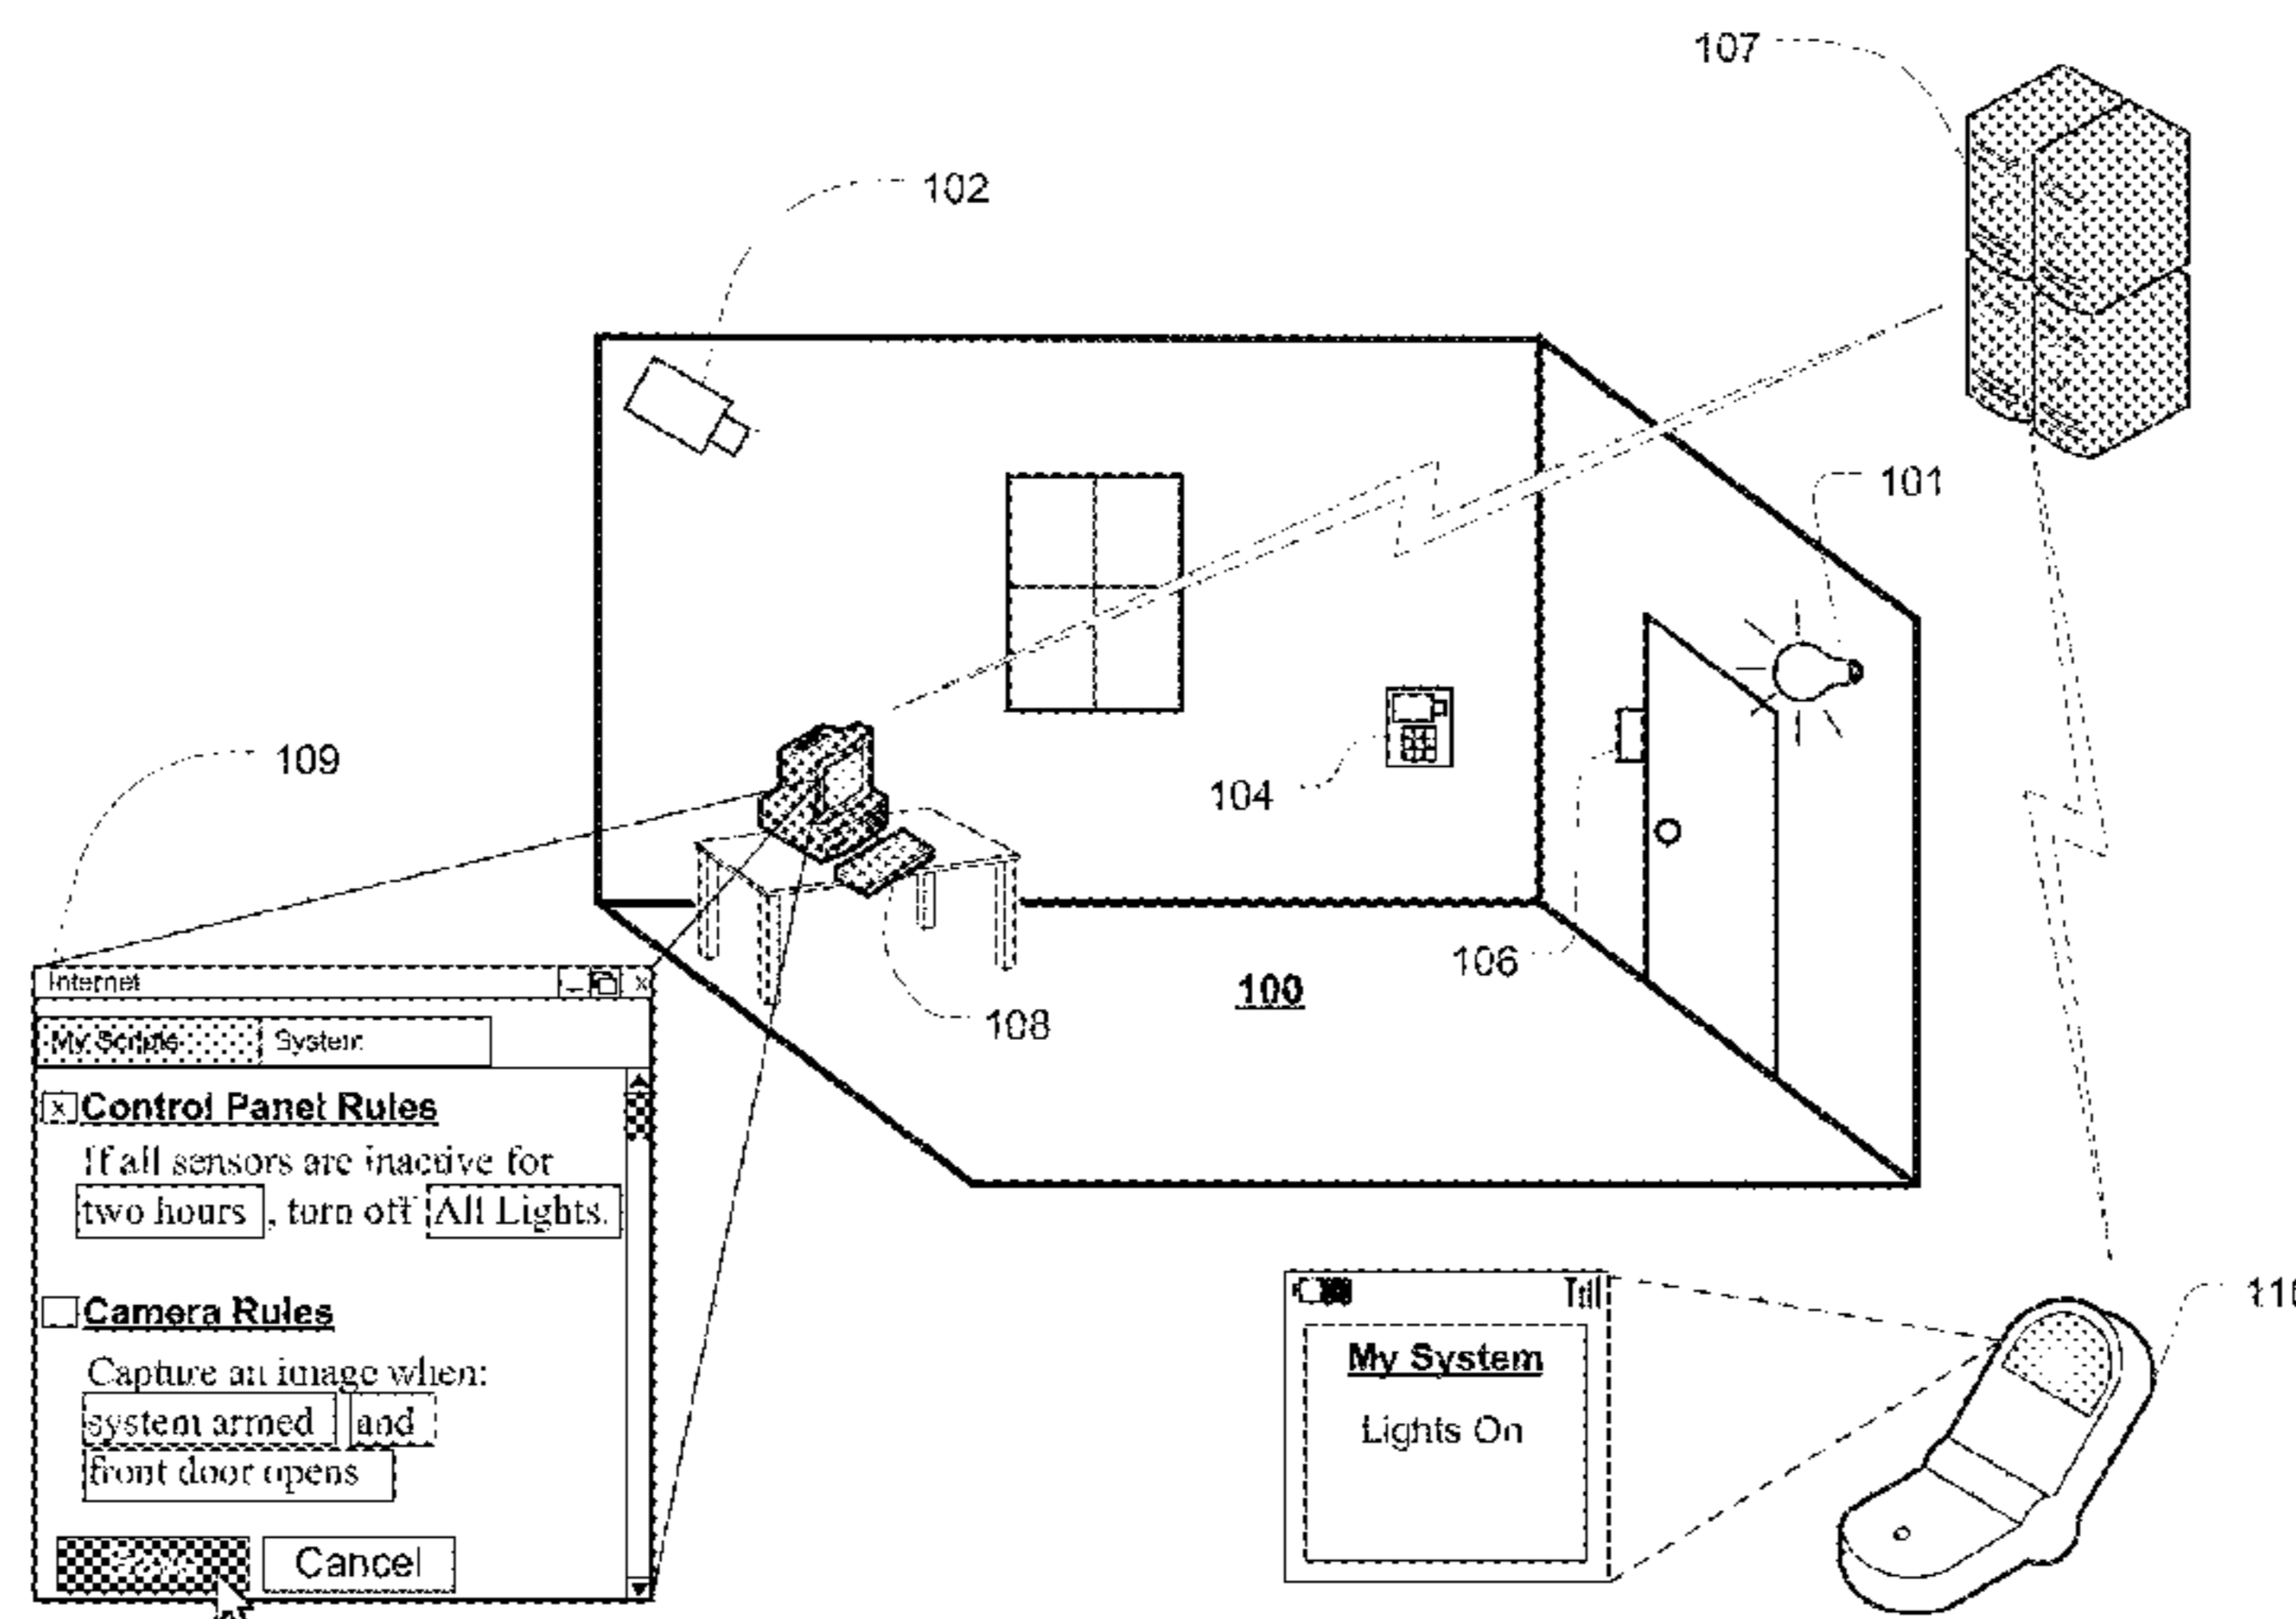 107
102
101
109
104
106
100
108
Internet
x
My Scripts System
x Control Panel Rules
If all sensors are inactive for
two hours , turn off All Lights.
Camera Rules
Capture an image when:
system armed and
front door opens
Cancel
My System
Lights On